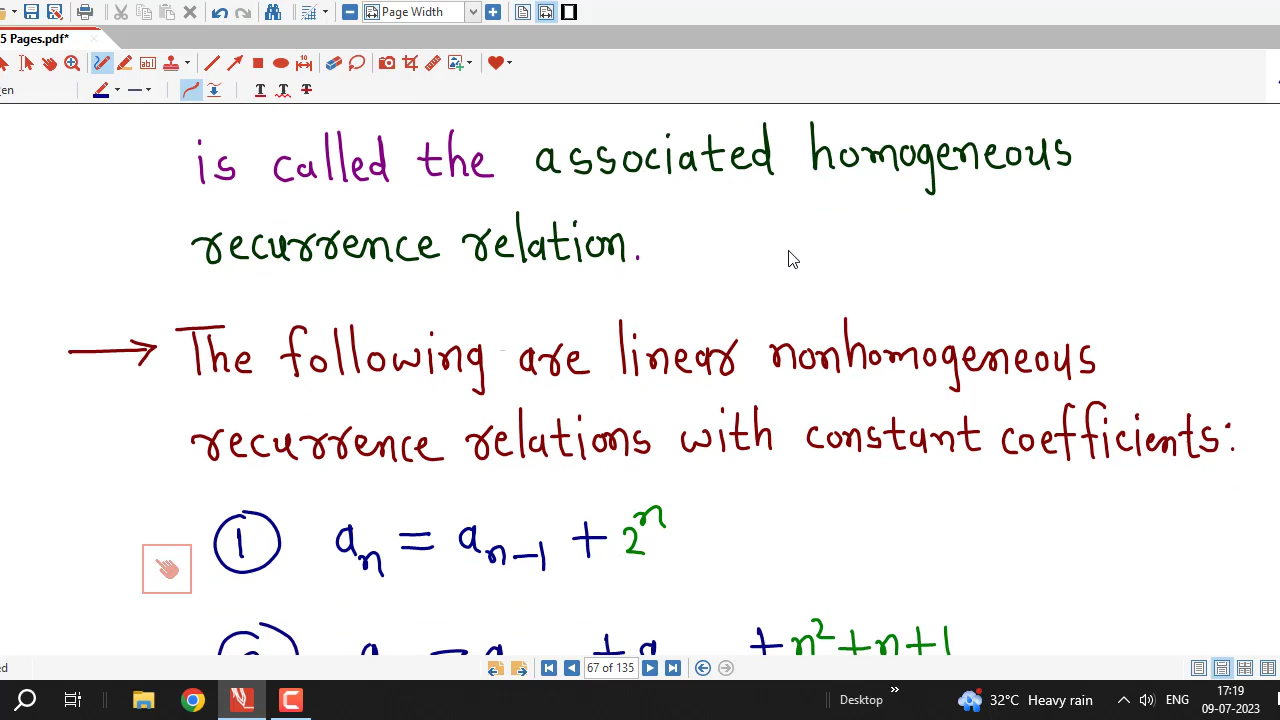 Page Width
5 Pages.pdf*
is called the associated homogeneous
recurrence relation.
→ The following are linear nonhomogeneous
recurrence relations with constant coefficients:
① aₙ = aₙ₋₁ + 2ⁿ
+ n² + n + 1
67 of 135
Desktop
32°C Heavy rain
ENG
17:19
09-07-2023